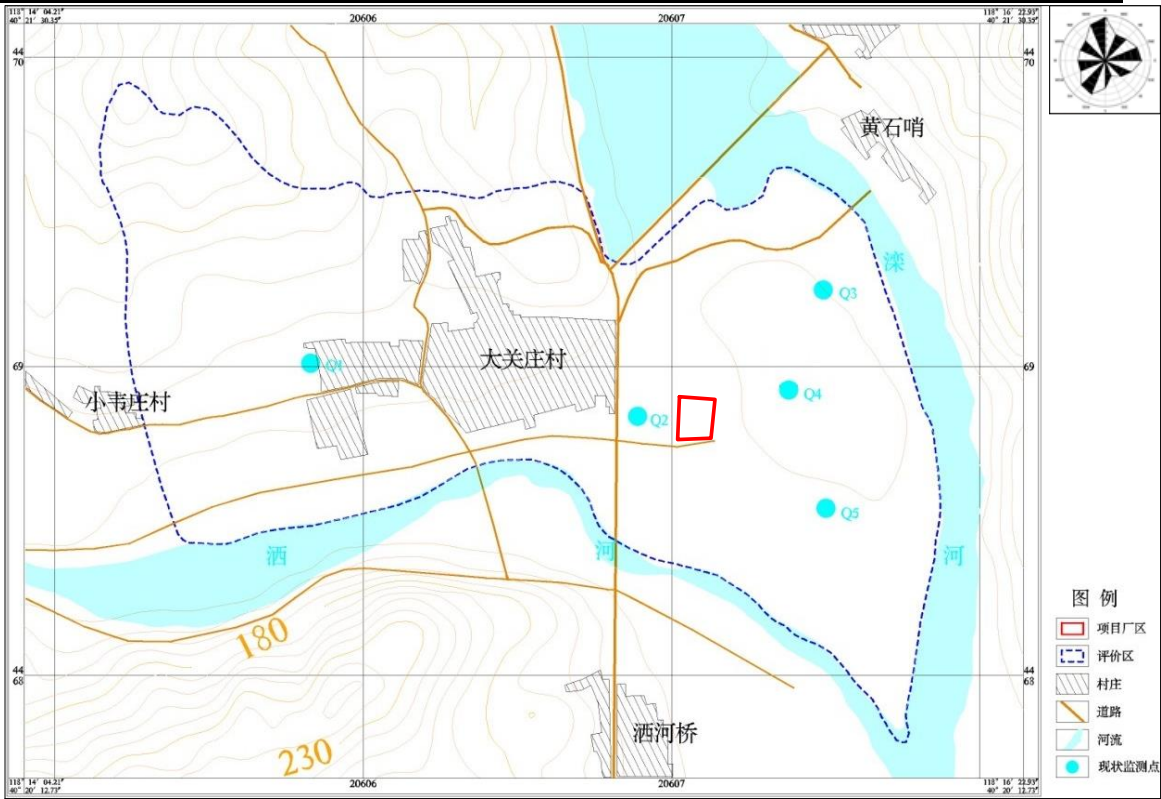 118° 14′ 04.21″
40° 21′ 30.35″
20606
20607
118° 16′ 22.93″
40° 21′ 30.35″
44
70
44
70
黄石哨
滦
Q3
69
69
大关庄村
Q1
小韦庄村
Q4
Q2
Q5
洒
河
河
180
44
68
44
68
洒河桥
230
118° 14′ 04.21″
40° 20′ 12.73″
20606
20607
118° 16′ 22.93″
40° 20′ 12.73″
图 例
项目厂区
评价区
村庄
道路
河流
现状监测点